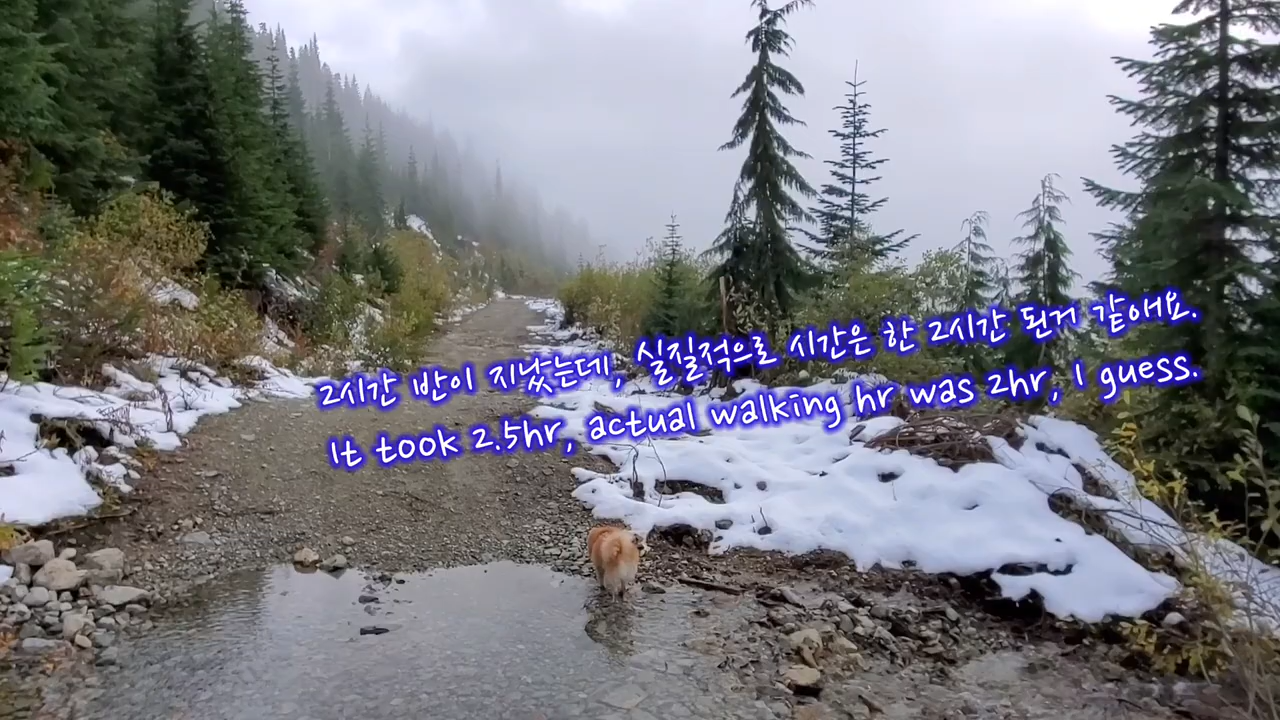 2시간 반이 지났는데, 실질적으로 시간은 한 2시간 된거 같애요.
It took 2.5hr, actual walking hr was 2hr, I guess.